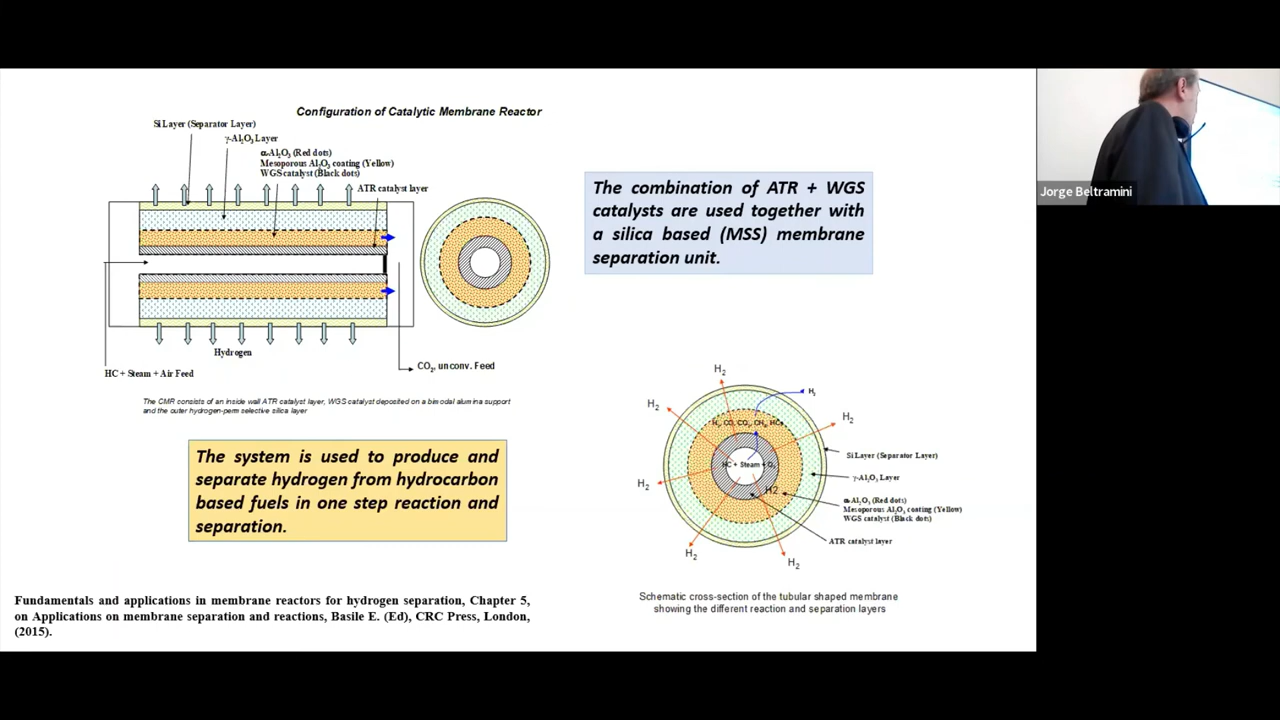 Configuration of Catalytic Membrane Reactor
Si Layer (Separator Layer)
γ-Al2O3 Layer
α-Al2O3 (Red dots)
Mesoporous Al2O3 coating (Yellow)
WGS catalyst (Black dots)
ATR catalyst layer
Hydrogen
HC + Steam + Air Feed
CO2, unconv. Feed
The CMR consists of an inside wall ATR catalyst layer, WGS catalyst deposited on a bimodal alumina support
and the outer hydrogen-perm selective silica layer
The combination of ATR + WGS
catalysts are used together with
a silica based (MSS) membrane
separation unit.
Jorge Beltramini
The system is used to produce and
separate hydrogen from hydrocarbon
based fuels in one step reaction and
separation.
H2
H2
H2
H2
H2, CO, CO2, CH4, HCs
HC + Steam + O2
H2
H2
H2
H2
Si Layer (Separator Layer)
γ-Al2O3 Layer
α-Al2O3 (Red dots)
Mesoporous Al2O3 coating (Yellow)
WGS catalyst (Black dots)
ATR catalyst layer
Schematic cross-section of the tubular shaped membrane
showing the different reaction and separation layers
Fundamentals and applications in membrane reactors for hydrogen separation, Chapter 5,
on Applications on membrane separation and reactions, Basile E. (Ed), CRC Press, London,
(2015).